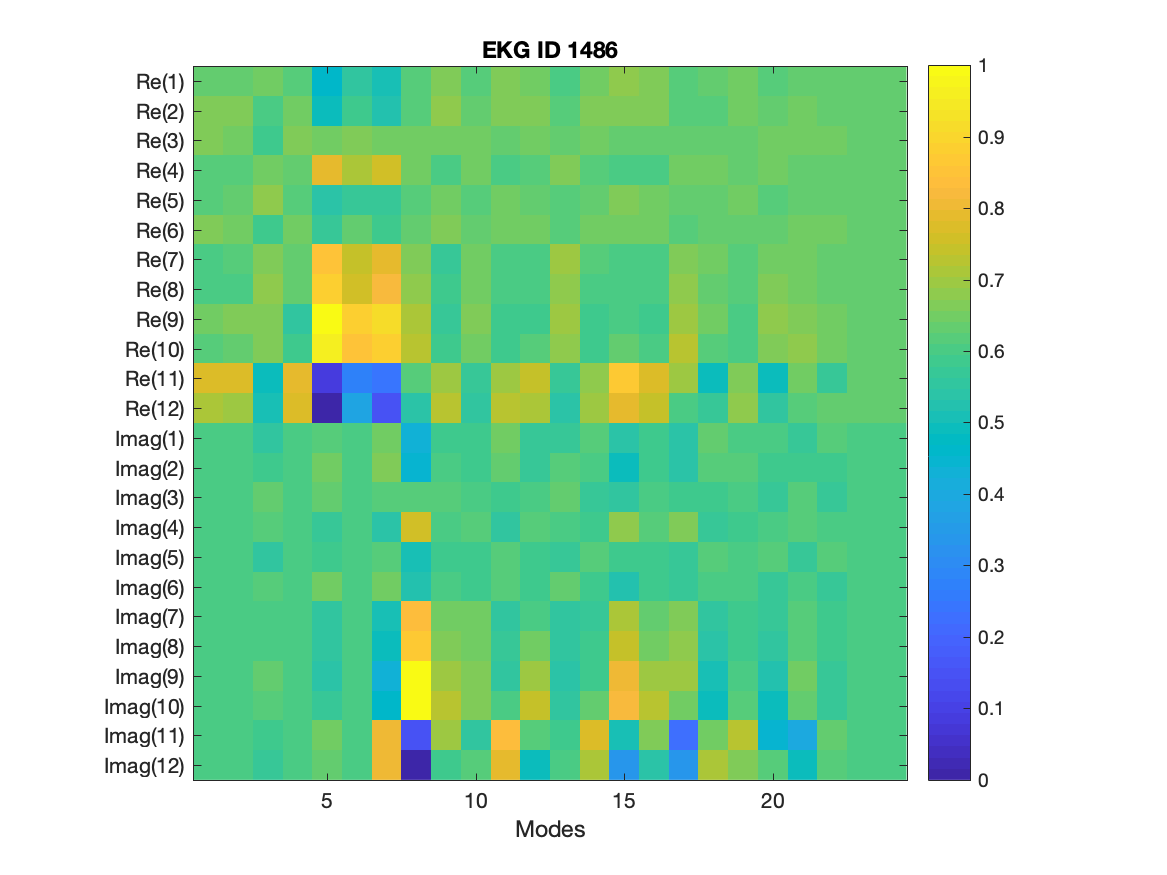 EKG ID 1486
Re(1)
Re(2)
Re(3)
Re(4)
Re(5)
Re(6)
Re(7)
Re(8)
Re(9)
Re(10)
Re(11)
Re(12)
Imag(1)
Imag(2)
Imag(3)
Imag(4)
Imag(5)
Imag(6)
Imag(7)
Imag(8)
Imag(9)
Imag(10)
Imag(11)
Imag(12)
5 10 15 20
Modes
1
0.9
0.8
0.7
0.6
0.5
0.4
0.3
0.2
0.1
0